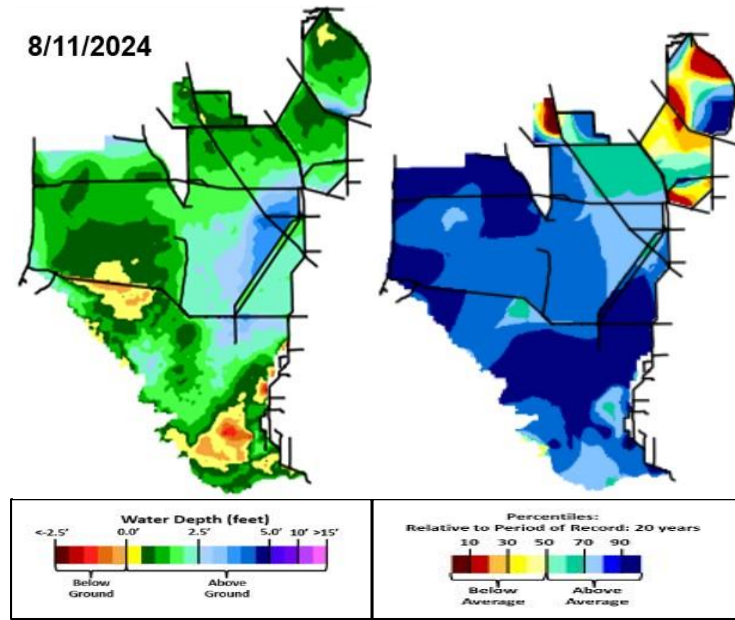 8/11/2024
Water Depth (feet)
<-2.5' 0.0' 2.5' 5.0' 10' >15'
Below Ground
Above Ground
Percentiles:
Relative to Period of Record: 20 years
10 30 50 70 90
Below Average
Above Average